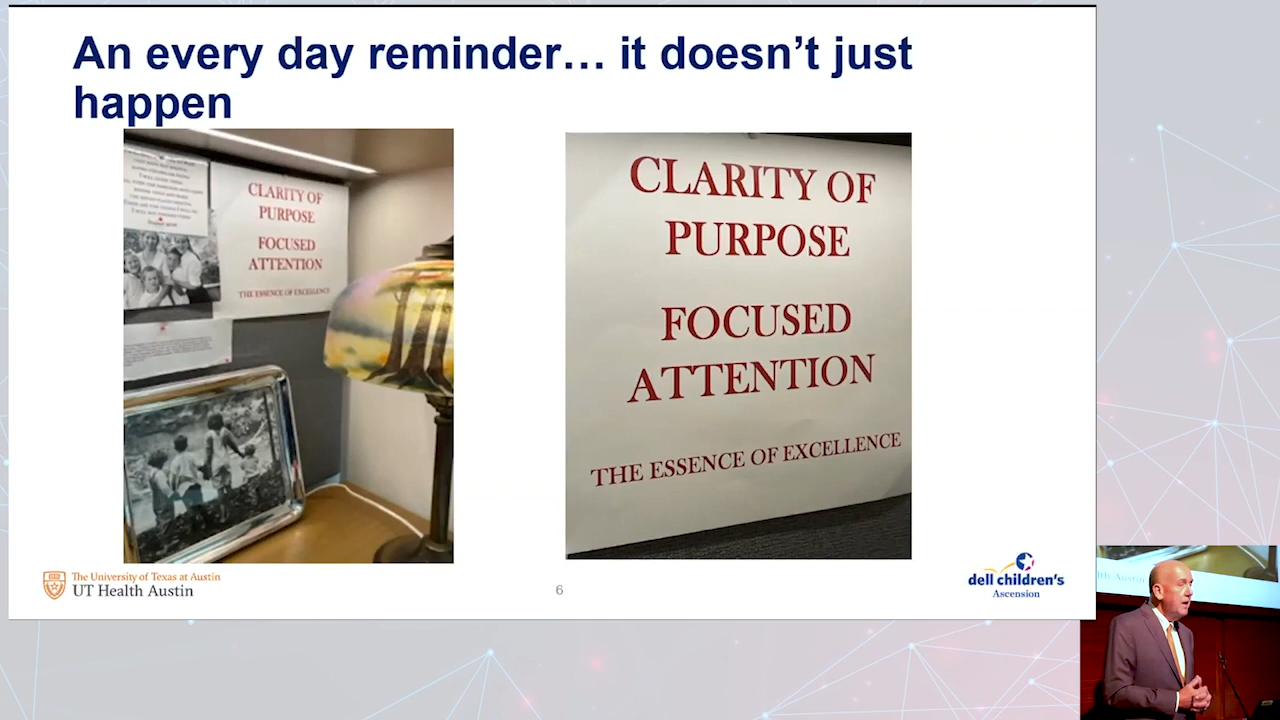 An every day reminder… it doesn’t just
happen
CLARITY OF
PURPOSE
FOCUSED
ATTENTION
THE ESSENCE OF EXCELLENCE
CLARITY OF
PURPOSE
FOCUSED
ATTENTION
THE ESSENCE OF EXCELLENCE
The University of Texas at Austin
UT Health Austin
6
dell children's
Ascension